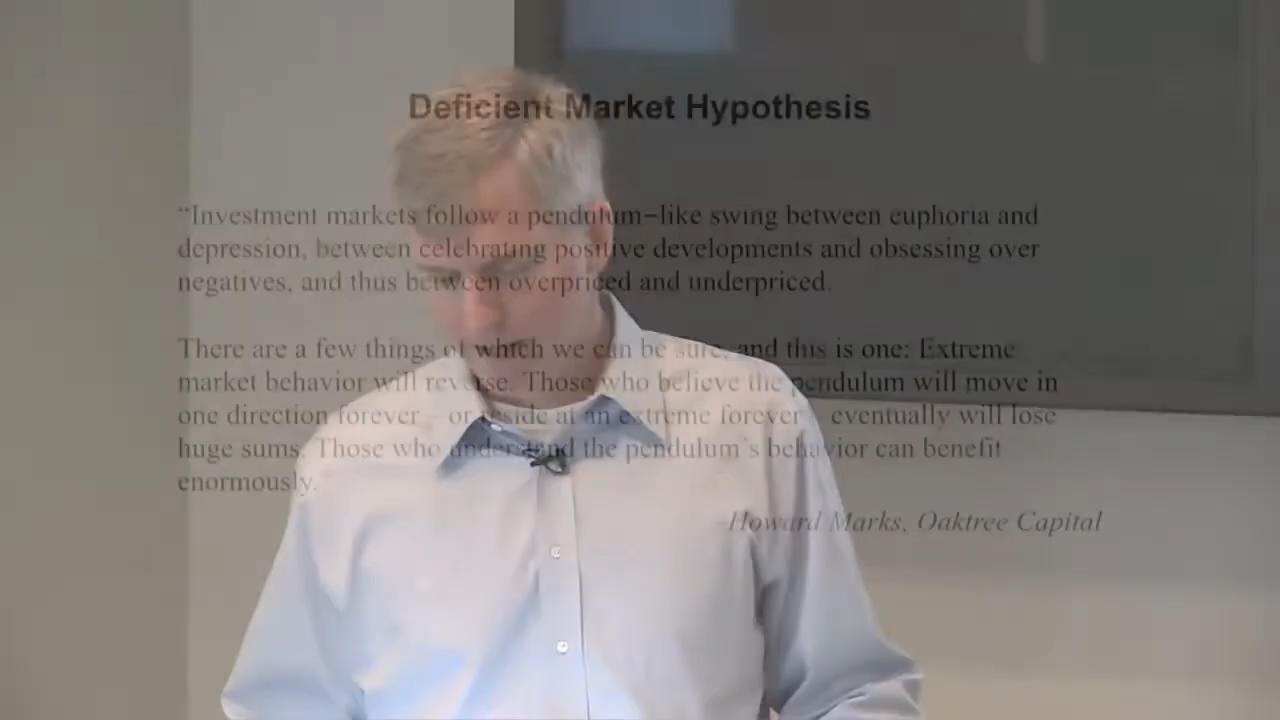 Deficient Market Hypothesis
“Investment markets follow a pendulum–like swing between euphoria and
depression, between celebrating positive developments and obsessing over
negatives, and thus between overpriced and underpriced.
There are a few things of which we can be sure, and this is one: Extreme
market behavior will reverse. Those who believe the pendulum will move in
one direction forever – or reside at an extreme forever – eventually will lose
huge sums. Those who understand the pendulum's behavior can benefit
enormously.
Howard Marks, Oaktree Capital